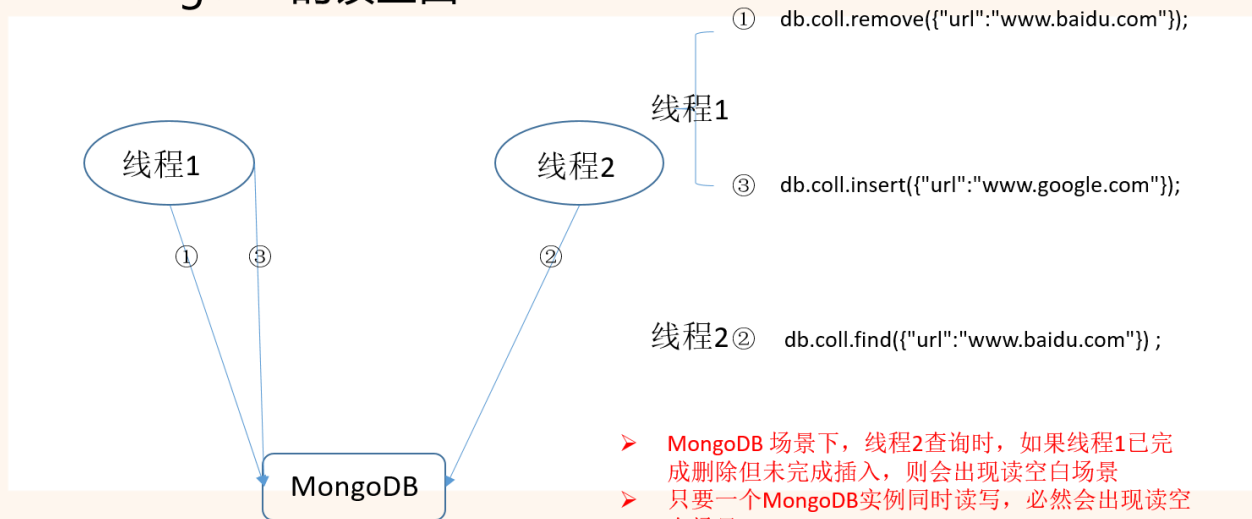 ① db.coll.remove({"url":"www.baidu.com"});
线程1
线程1
线程2
③ db.coll.insert({"url":"www.google.com"});
① ③ ②
线程2② db.coll.find({"url":"www.baidu.com"}) ;
➢ MongoDB 场景下，线程2查询时，如果线程1已完
成删除但未完成插入，则会出现读空白场景
➢ 只要一个MongoDB实例同时读写，必然会出现读空
MongoDB